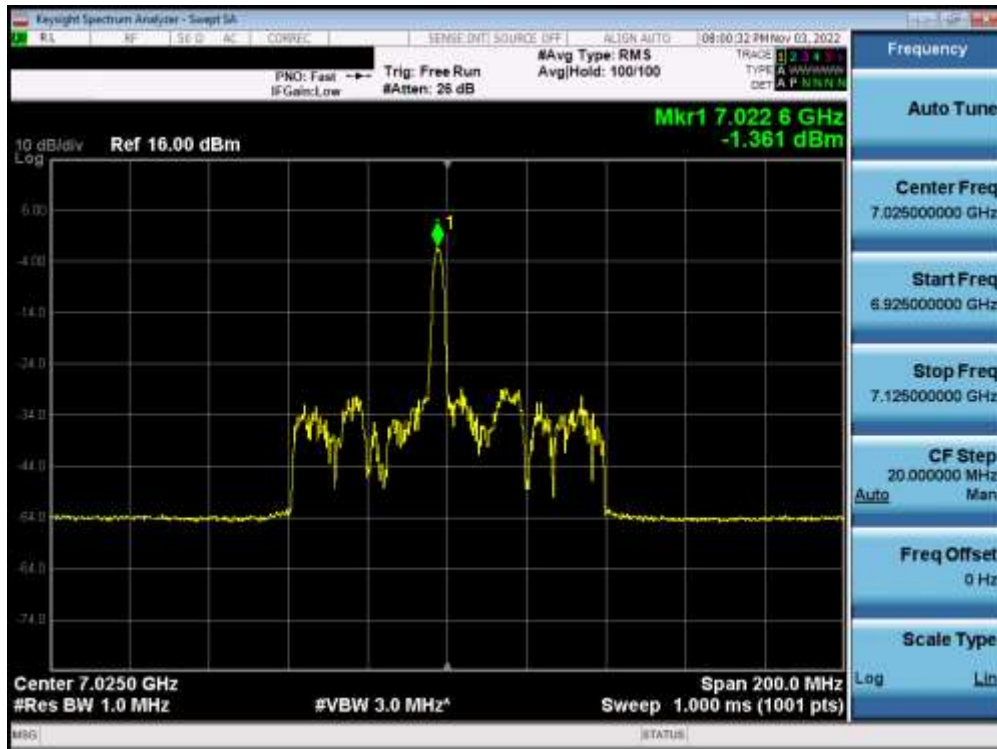 Keysight Spectrum Analyzer - Swept SA
RL RF 50 Ω AC CORREC SENSE:INT SOURCE OFF ALIGN AUTO 08:00:32 PM Nov 03, 2022
PNO: Fast
IFGain:Low
Trig: Free Run
#Atten: 26 dB
#Avg Type: RMS
Avg|Hold: 100/100
TRACE 1 2 3 4 5 6
TYPE A WWWWW
DET A P N N N N
Mkr1 7.022 6 GHz
-1.361 dBm
10 dB/div Ref 16.00 dBm
Log
1
6.00
-4.00
-14.0
-24.0
-34.0
-44.0
-54.0
-64.0
-74.0
Center 7.0250 GHz Span 200.0 MHz
#Res BW 1.0 MHz #VBW 3.0 MHz* Sweep 1.000 ms (1001 pts)
MSG STATUS
Frequency
Auto Tune
Center Freq
7.025000000 GHz
Start Freq
6.925000000 GHz
Stop Freq
7.125000000 GHz
CF Step
20.000000 MHz
Auto Man
Freq Offset
0 Hz
Scale Type
Log Lin